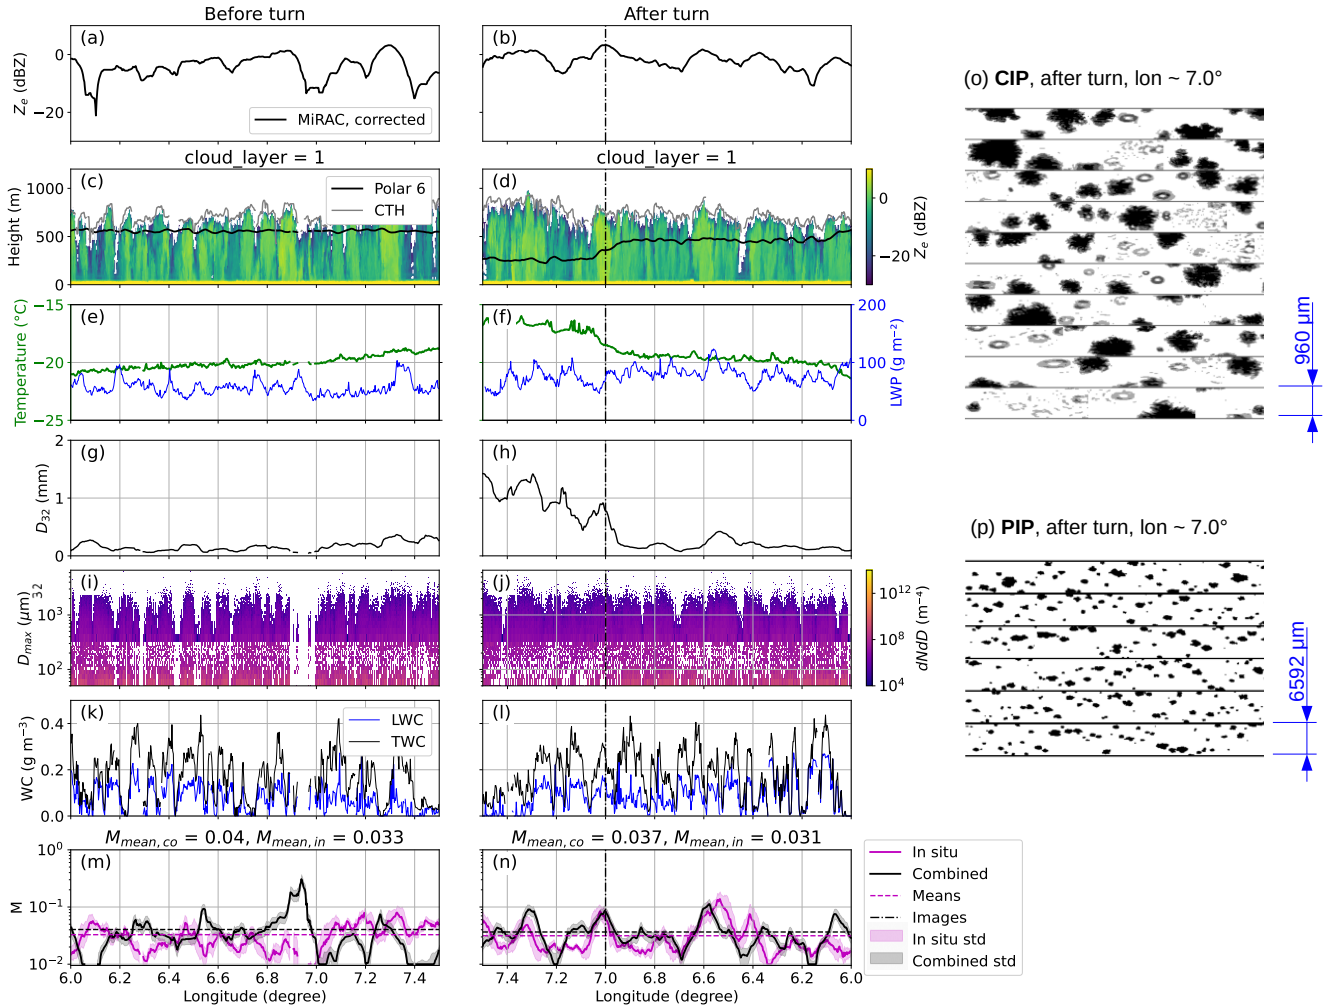 Before turn
After turn
(a)
(b)
0
−20
Z_e (dBZ)
MiRAC, corrected
cloud_layer = 1
cloud_layer = 1
(c)
(d)
1000
500
0
Height (m)
Polar 6
CTH
0
−20
Z_e (dBZ)
(e)
(f)
−15
−20
−25
Temperature (°C)
200
100
0
LWP (g m⁻²)
(g)
(h)
2
1
0
D₃₂ (mm)
(i)
(j)
10³
10²
D_max (μm)
32
10¹²
10⁸
10⁴
dNdD (m⁻⁴)
(k)
(l)
0.4
0.2
0.0
WC (g m⁻³)
LWC
TWC
M_mean,co = 0.04, M_mean,in = 0.033
M_mean,co = 0.037, M_mean,in = 0.031
(m)
(n)
10⁰
10⁻¹
10⁻²
M
6.0 6.2 6.4 6.6 6.8 7.0 7.2 7.4
Longitude (degree)
7.4 7.2 7.0 6.8 6.6 6.4 6.2 6.0
Longitude (degree)
In situ
Combined
Means
Images
In situ std
Combined std
(o) CIP, after turn, lon ~ 7.0°
960 μm
(p) PIP, after turn, lon ~ 7.0°
6592 μm